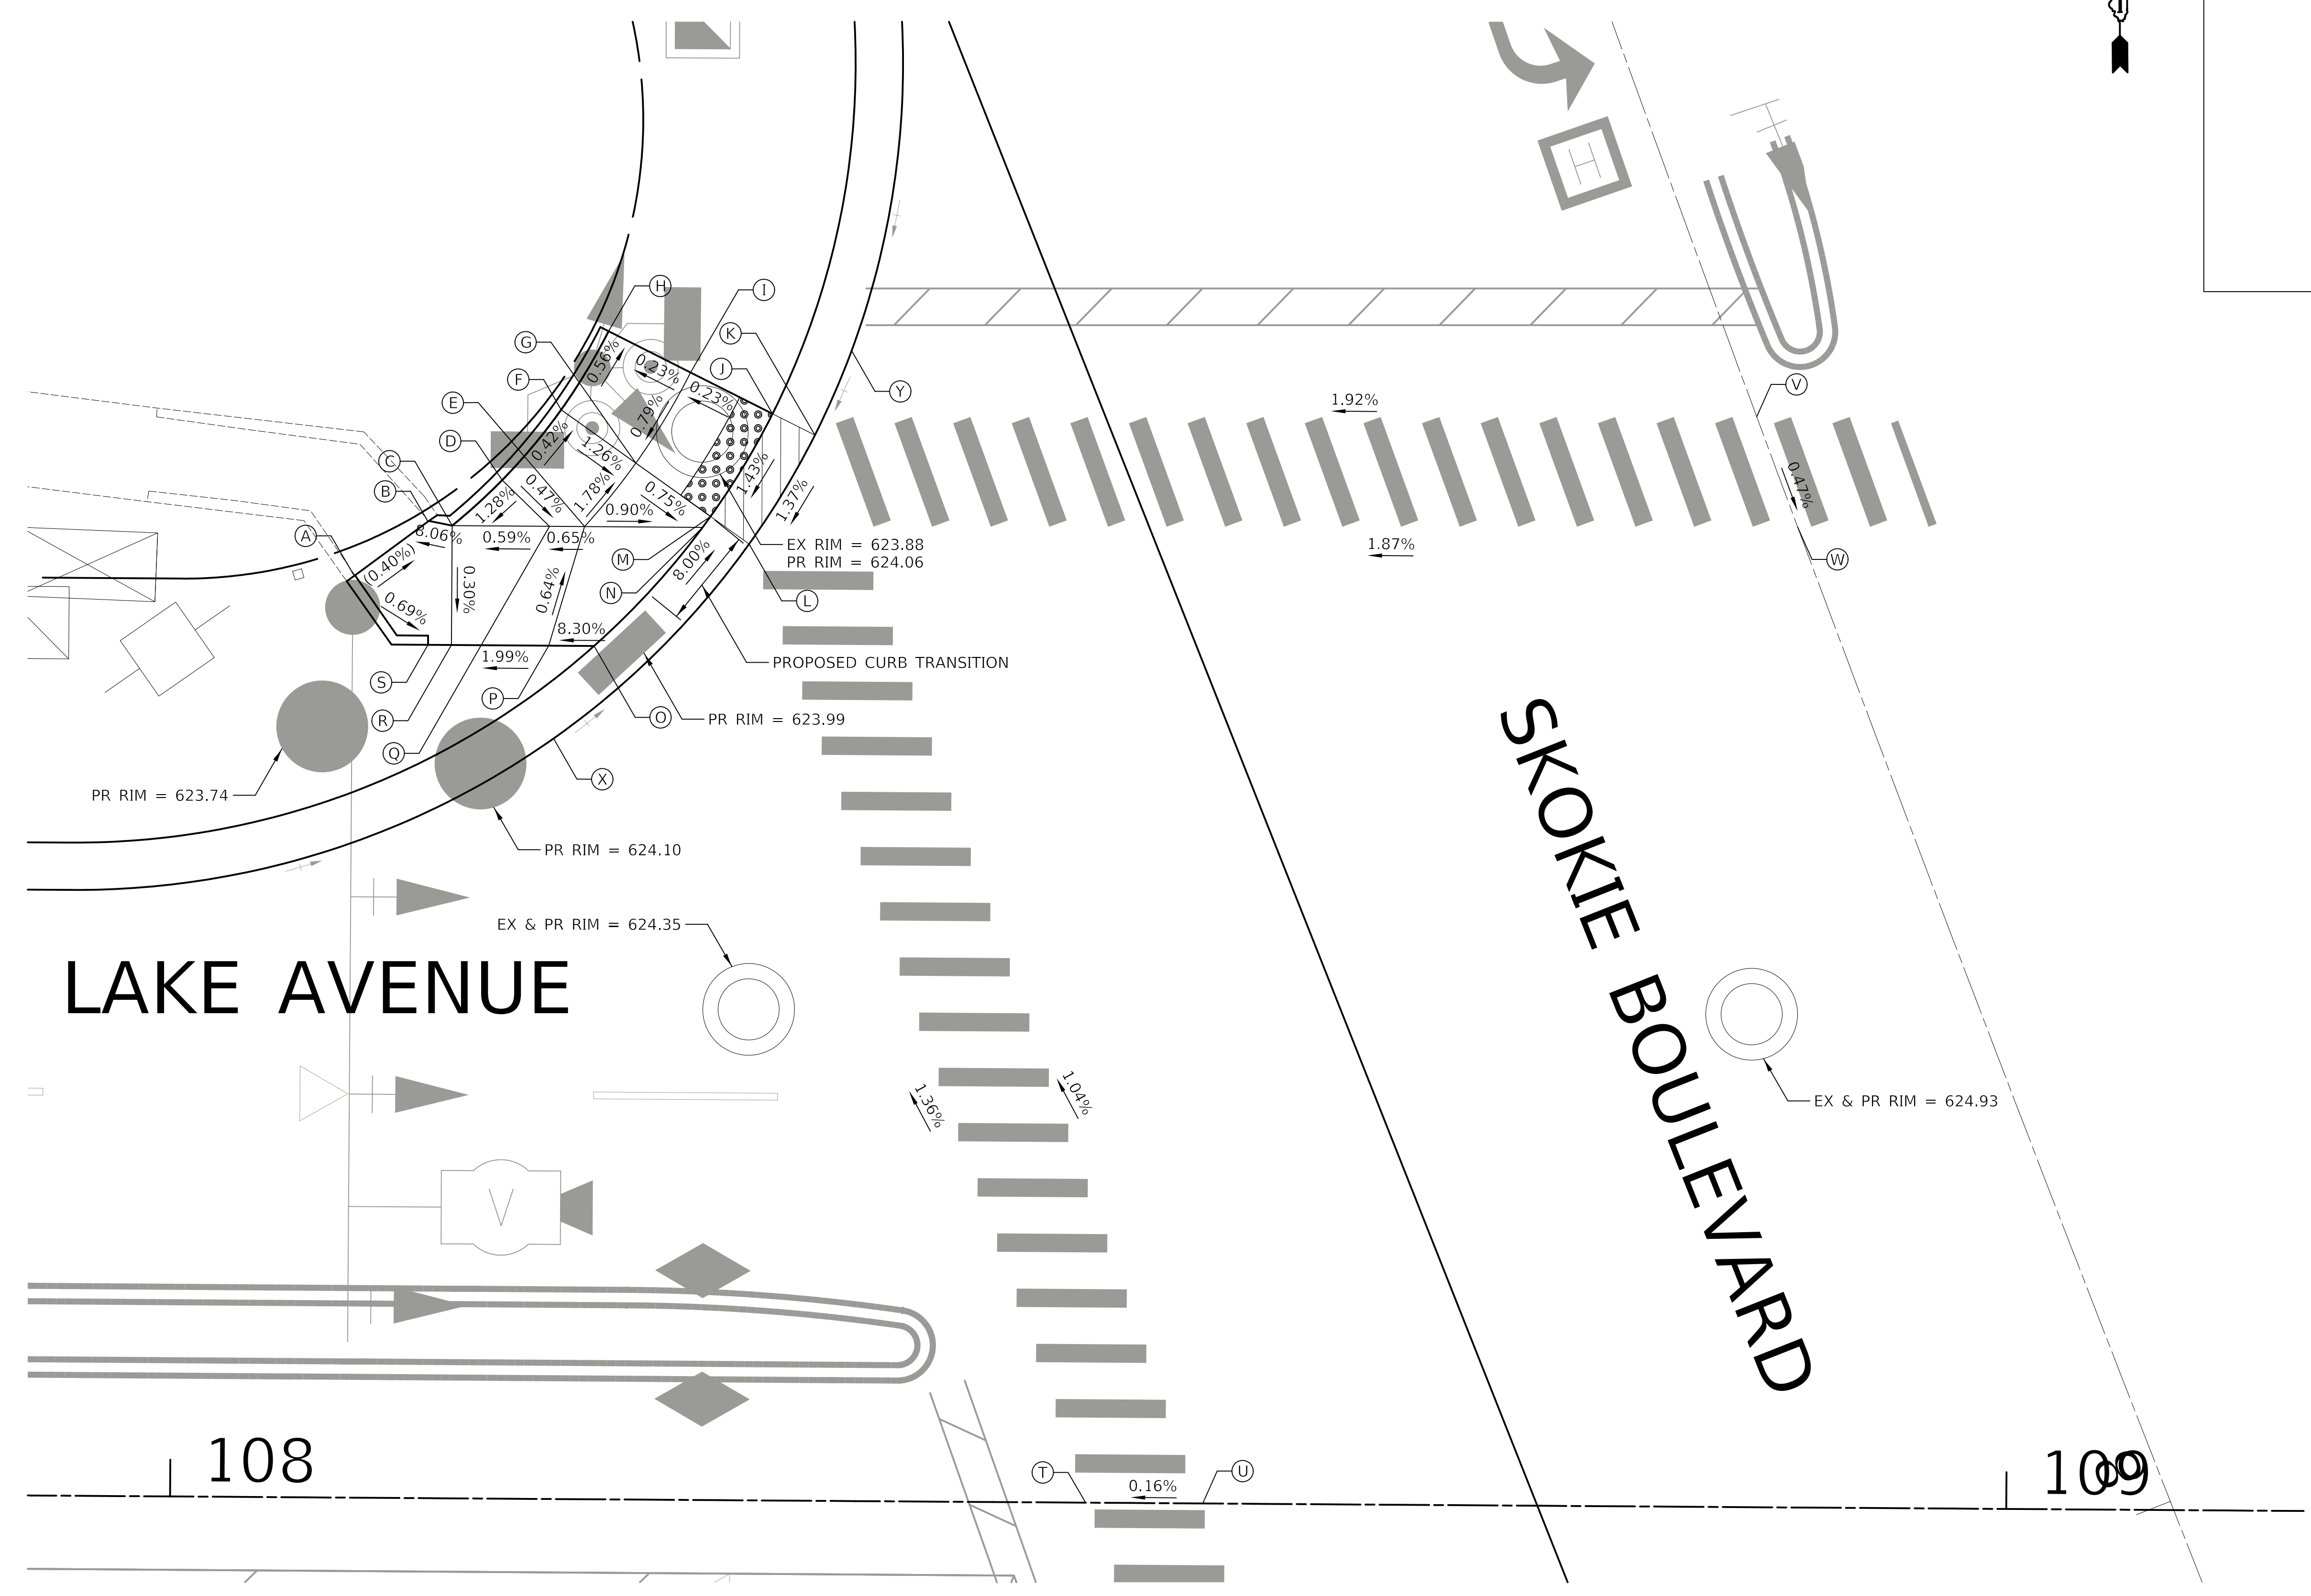 H
I
G
K
F
J
0.56%
0.23%
Y
V
E
0.23%
1.92%
0.79%
D
0.42%
1.26%
C
0.47%
B
1.28%
0.47%
1.78%
0.75%
1.43%
1.37%
0.90%
A
8.06%
0.59%
0.65%
EX RIM = 623.88
PR RIM = 624.06
1.87%
M
8.00%
W
(0.40%)
0.30%
0.64%
N
L
0.69%
8.30%
1.99%
PROPOSED CURB TRANSITION
S
P
R
O
PR RIM = 623.99
Q
X
PR RIM = 623.74
PR RIM = 624.10
SKOKIE BOULEVARD
EX & PR RIM = 624.35
LAKE AVENUE
1.36%
1.04%
EX & PR RIM = 624.93
V
108
109
T
U
0.16%